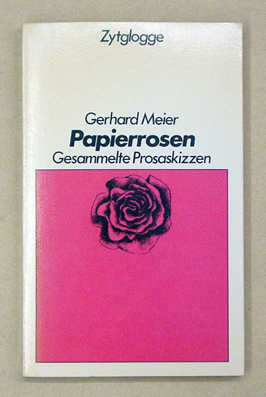 Zytglogge
Gerhard Meier
Papierrosen
Gesammelte Prosaskizzen